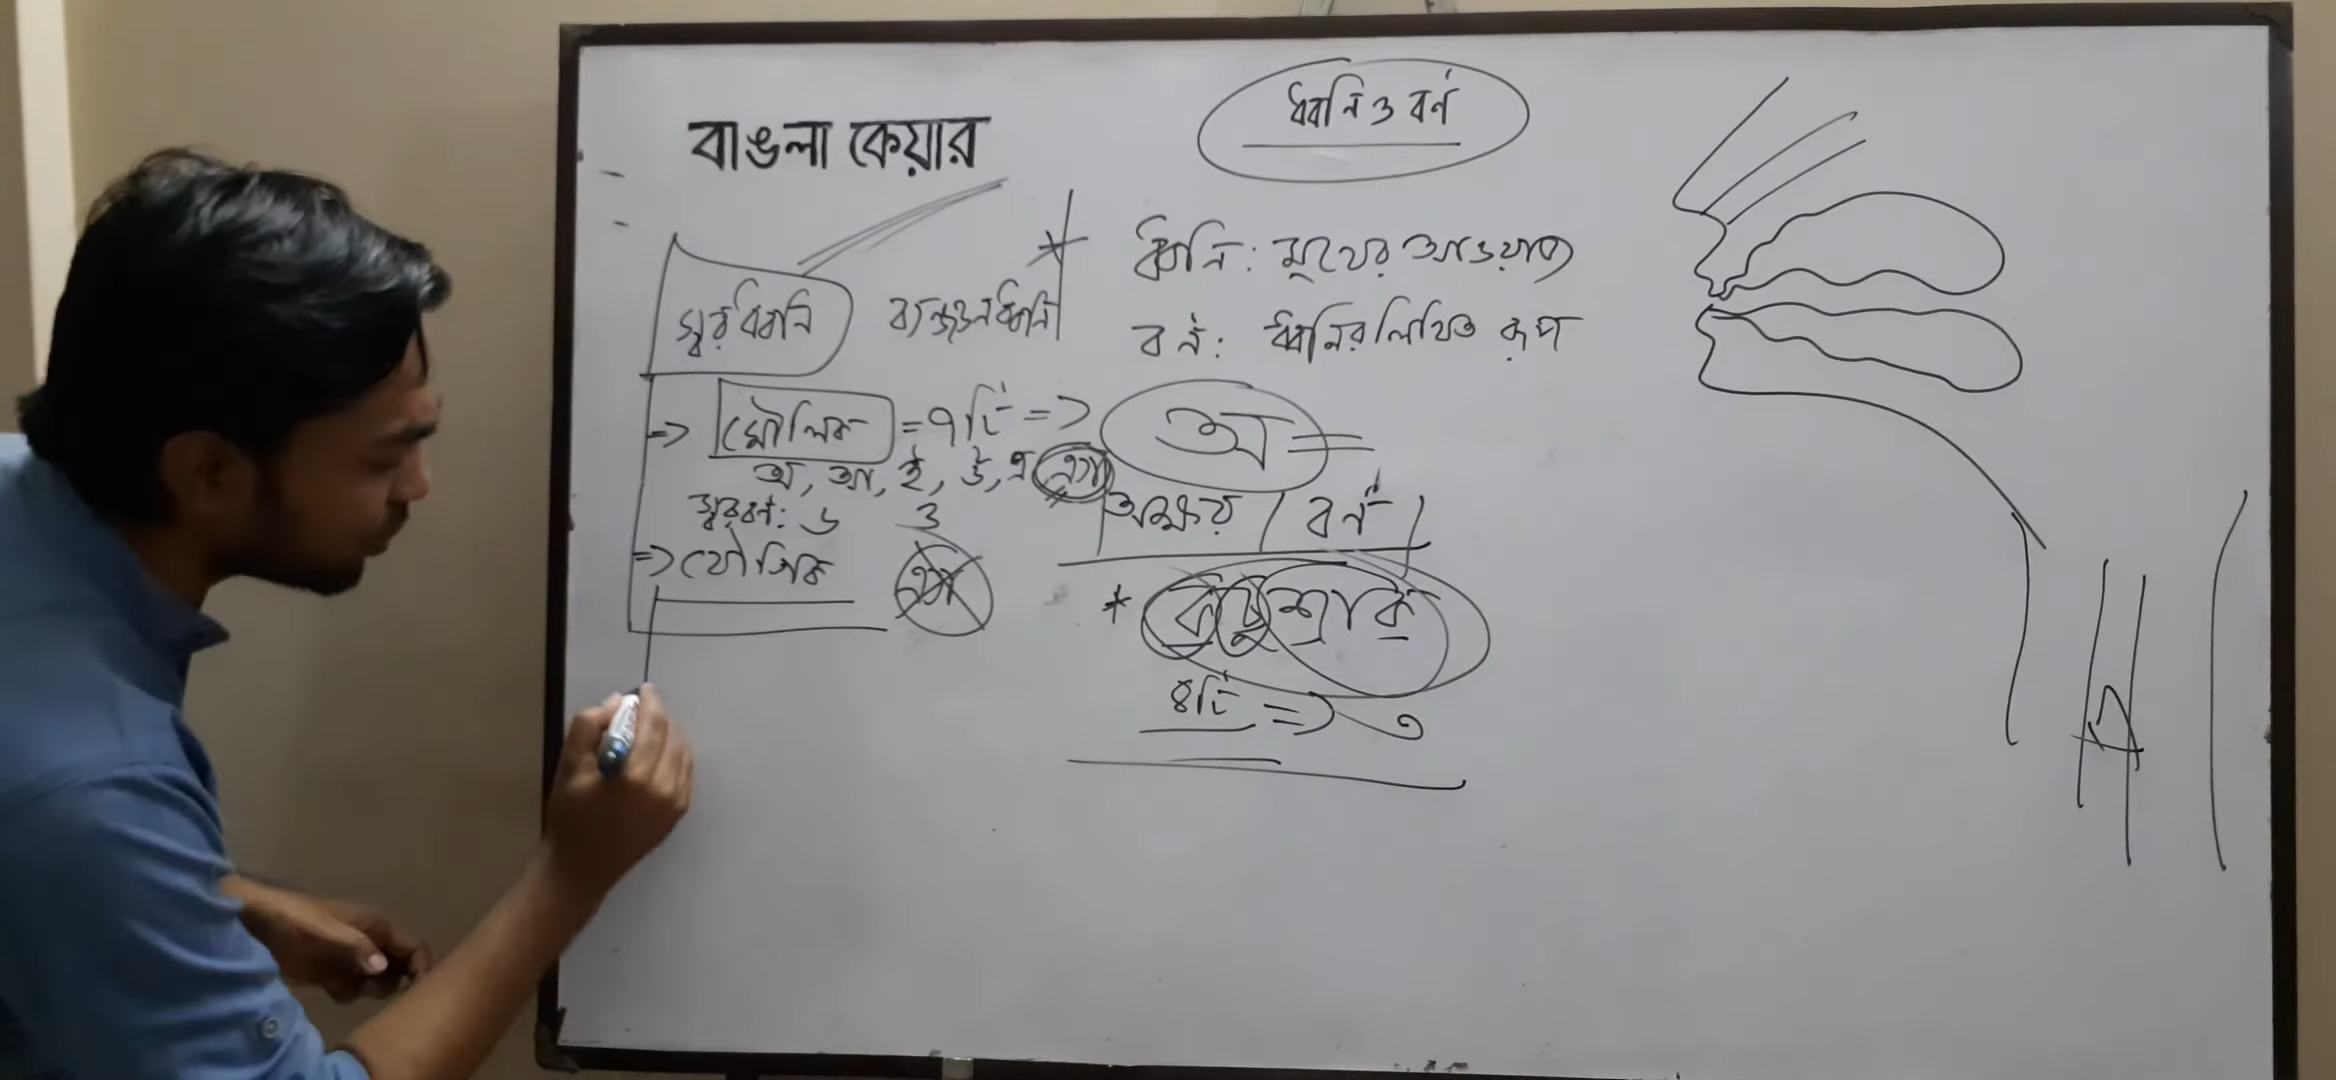 বাঙলা কেয়ার
ধ্বনি ও বর্ণ
স্বরধ্বনি ব্যঞ্জনধ্বনি
* ধ্বনি: মুখের আওয়াজ
বর্ণ: ধ্বনির লিখিত রূপ
=> মৌলিক = ৭টি => অ =
অ, আ, ই, উ, এ, এ্যা
স্বরবর্ণ: ৬ ও
অক্ষর / বর্ণ /
=> যৌগিক এ্যা
*
৪টি => ৩